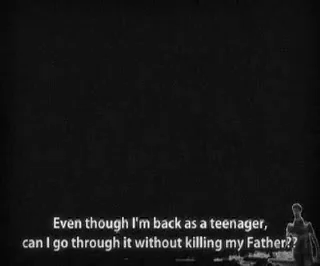 Even though I'm back as a teenager,
can I go through it without killing my Father??